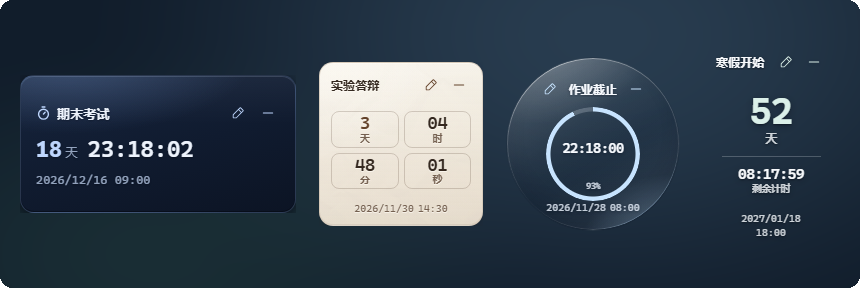 期末考试
18天 23:18:02
2026/12/16 09:00
实验答辩
3
天
04
时
48
分
01
秒
2026/11/30 14:30
作业截止
22:18:00
93%
2026/11/28 08:00
寒假开始
52
天
08:17:59
剩余计时
2027/01/18
18:00